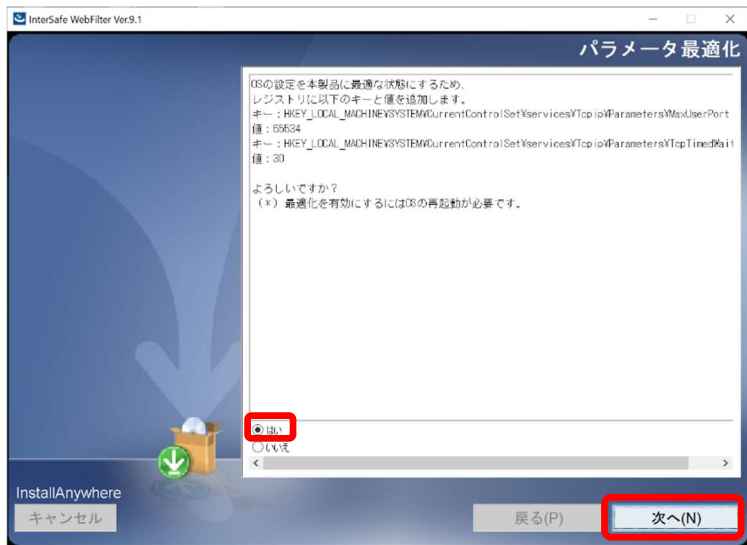 InterSafe WebFilter Ver.9.1
パラメータ最適化
OSの設定を本製品に最適な状態にするため、
レジストリに以下のキーと値を追加します。
キー：HKEY_LOCAL_MACHINE¥SYSTEM¥CurrentControlSet¥services¥Tcpip¥Parameters¥MaxUserPort
値：65534
キー：HKEY_LOCAL_MACHINE¥SYSTEM¥CurrentControlSet¥services¥Tcpip¥Parameters¥TcpTimedWait
値：30
よろしいですか？
（*）最適化を有効にするにはOSの再起動が必要です。
はい
いいえ
InstallAnywhere
キャンセル
戻る(P)
次へ(N)